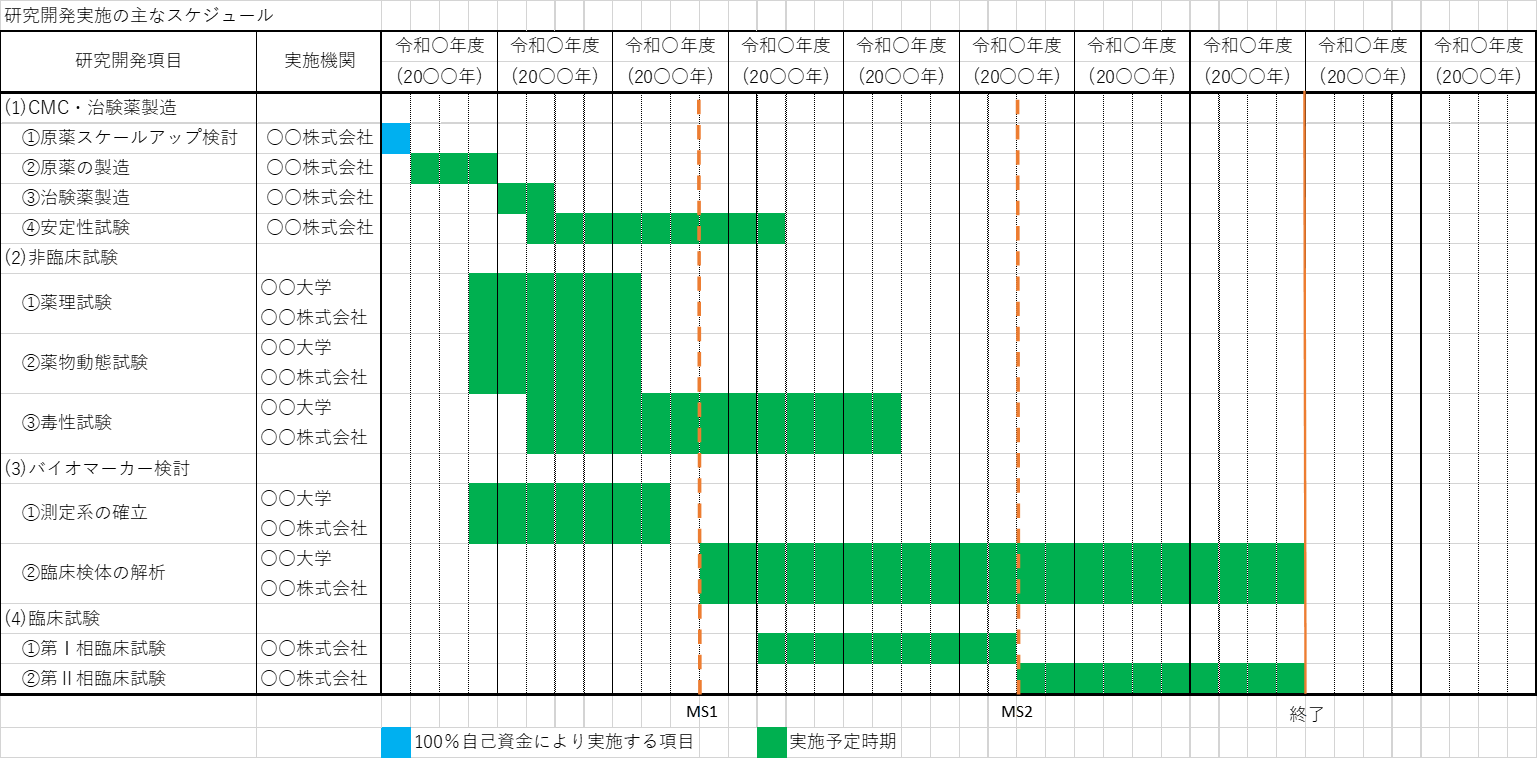 研究開発実施の主なスケジュール
研究開発項目 実施機関 令和〇年度 令和〇年度 令和〇年度 令和〇年度 令和〇年度 令和〇年度 令和〇年度 令和〇年度 令和〇年度 令和〇年度
(20〇〇年) (20〇〇年) (20〇〇年) (20〇〇年) (20〇〇年) (20〇〇年) (20〇〇年) (20〇〇年) (20〇〇年) (20〇〇年)
(1)CMC・治験薬製造
①原薬スケールアップ検討 〇〇株式会社
②原薬の製造 〇〇株式会社
③治験薬製造 〇〇株式会社
④安定性試験 〇〇株式会社
(2)非臨床試験
①薬理試験 〇〇大学
〇〇株式会社
②薬物動態試験 〇〇大学
〇〇株式会社
③毒性試験 〇〇大学
〇〇株式会社
(3)バイオマーカー検討
①測定系の確立 〇〇大学
〇〇株式会社
②臨床検体の解析 〇〇大学
〇〇株式会社
(4)臨床試験
①第Ⅰ相臨床試験 〇〇株式会社
②第Ⅱ相臨床試験 〇〇株式会社
MS1 MS2 終了
100%自己資金により実施する項目 実施予定時期